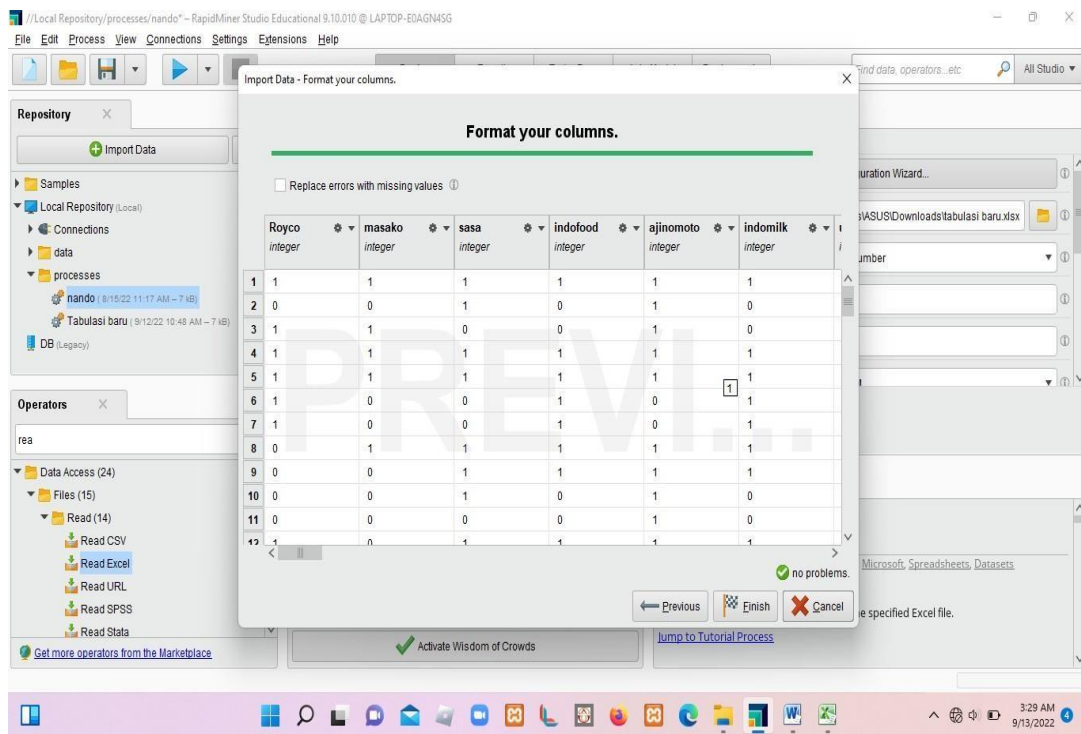 //Local Repository/processes/nando* – RapidMiner Studio Educational 9.10.010 @ LAPTOP-E0AGN4SG
File Edit Process View Connections Settings Extensions Help
Find data, operators...etc
All Studio
Repository
Import Data
Samples
Local Repository (Local)
Connections
data
processes
nando ( 8/15/22 11:17 AM – 7 kB)
Tabulasi baru ( 9/12/22 10:48 AM – 7 kB)
DB (Legacy)
Operators
rea
Data Access (24)
Files (15)
Read (14)
Read CSV
Read Excel
Read URL
Read SPSS
Read Stata
Get more operators from the Marketplace
Import Data - Format your columns.
Format your columns.
Replace errors with missing values
Royco masako sasa indofood ajinomoto indomilk
integer integer integer integer integer integer
1 1 1 1 1 1 1
2 0 0 1 0 1 0
3 1 1 0 0 1 0
4 1 1 1 1 1 1
5 1 1 1 1 1 1
6 1 0 0 1 0 1
7 1 0 0 1 0 1
8 0 1 1 1 1 1
9 0 0 1 1 1 1
10 0 0 1 0 1 0
11 0 0 0 0 1 0
12 1 0 1 1 1 1
1
PREVI...
no problems.
Previous Finish Cancel
Activate Wisdom of Crowds
uration Wizard...
s\ASUS\Downloads\tabulasi baru.xlsx
umber
Microsoft, Spreadsheets, Datasets
e specified Excel file.
Jump to Tutorial Process
3:29 AM
9/13/2022
4